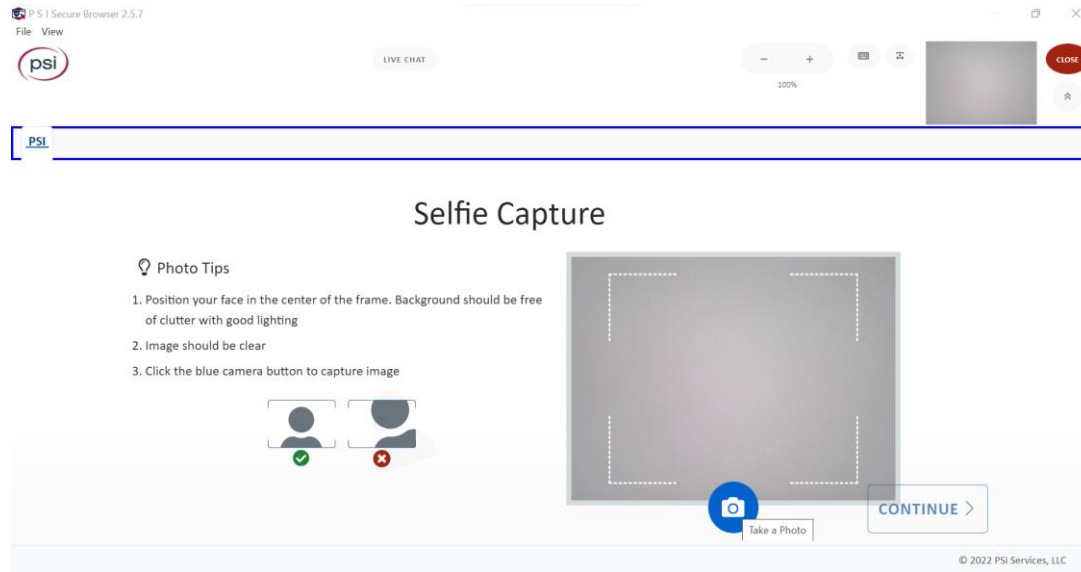 P S I Secure Browser 2.5.7
File View
psi
LIVE CHAT
− +
100%
CLOSE
PSI
Selfie Capture
Photo Tips
1. Position your face in the center of the frame. Background should be free
of clutter with good lighting
2. Image should be clear
3. Click the blue camera button to capture image
CONTINUE >
Take a Photo
© 2022 PSI Services, LLC